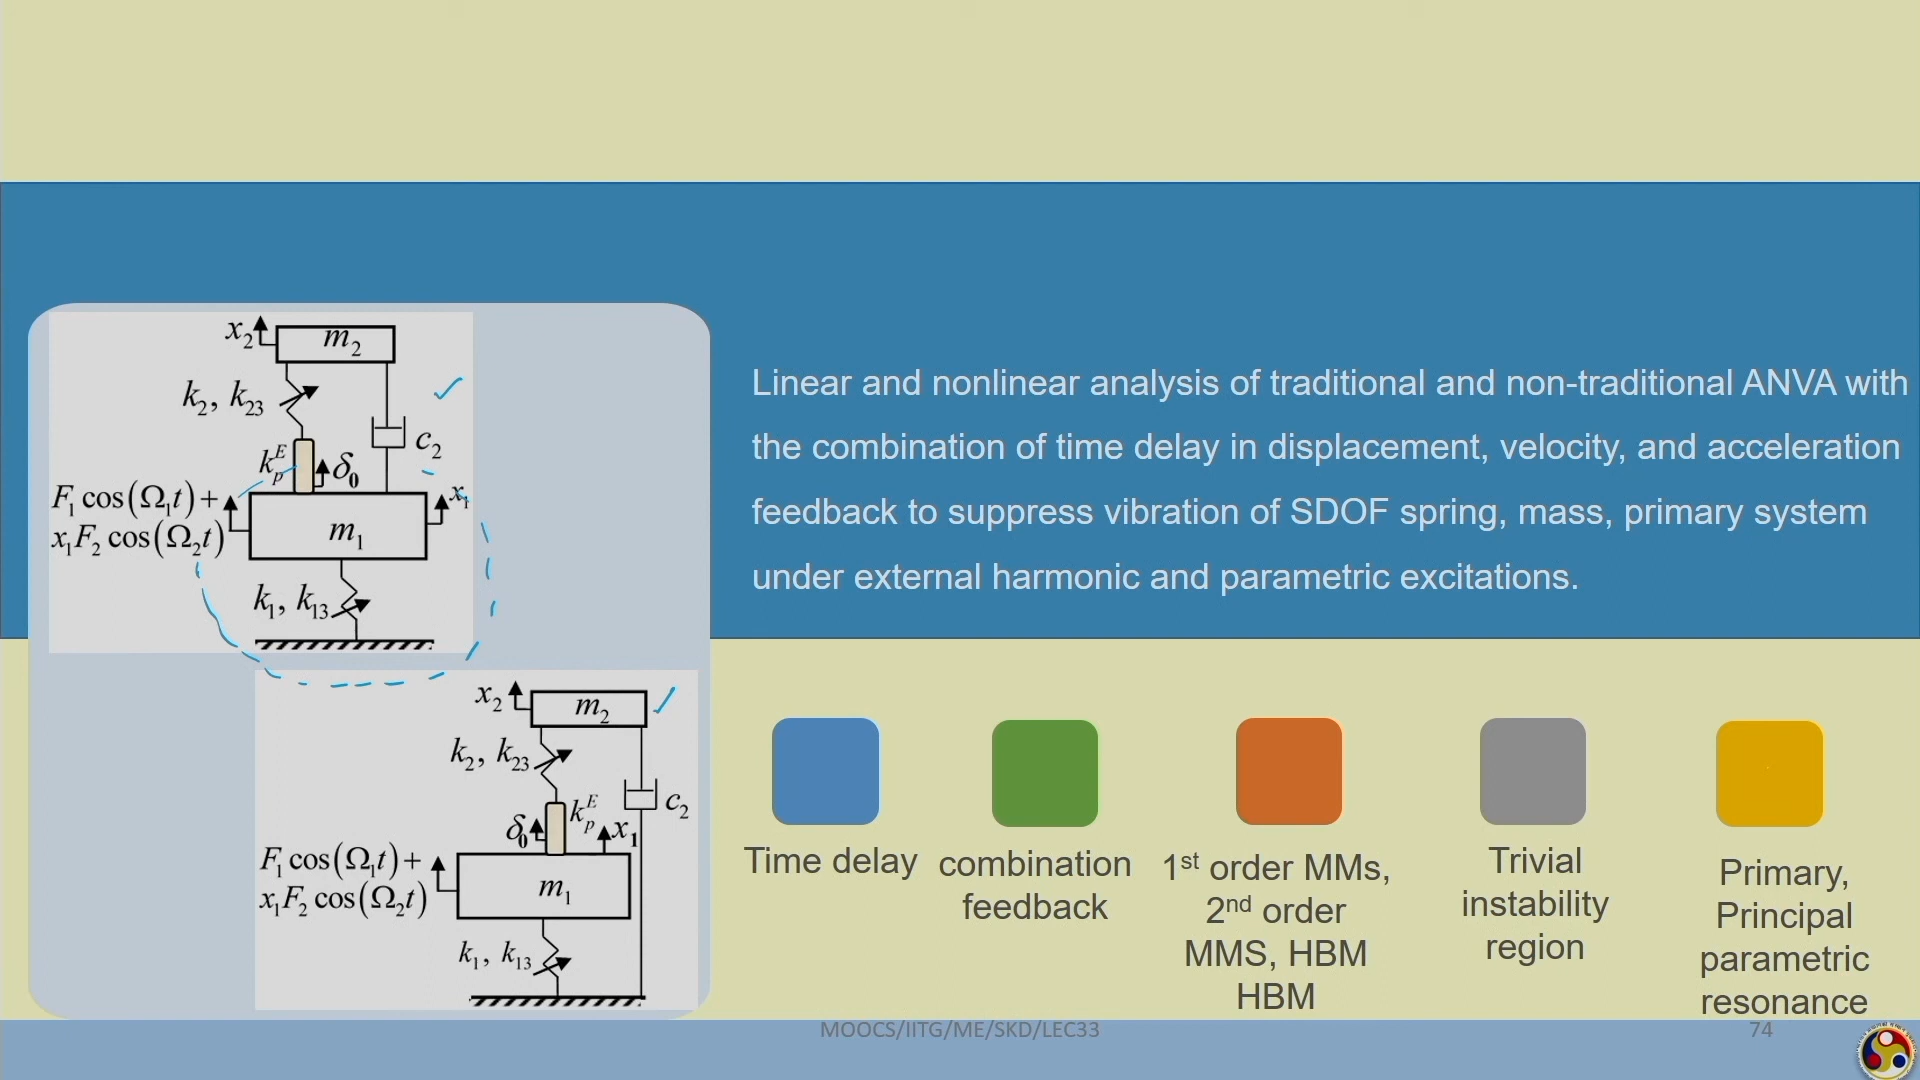 x₂
m₂
k₂, k₂₃
c₂
k_p^E
δ₀
F₁ cos(Ω₁t) +
x₁F₂ cos(Ω₂t)
x₁
m₁
k₁, k₁₃
x₂
m₂
k₂, k₂₃
c₂
k_p^E
δ₀
x₁
F₁ cos(Ω₁t) +
x₁F₂ cos(Ω₂t)
m₁
k₁, k₁₃
Linear and nonlinear analysis of traditional and non-traditional ANVA with
the combination of time delay in displacement, velocity, and acceleration
feedback to suppress vibration of SDOF spring, mass, primary system
under external harmonic and parametric excitations.
Time delay
combination
feedback
1st order MMs,
2nd order
MMS, HBM
HBM
Trivial
instability
region
Primary,
Principal
parametric
resonance
MOOCS/IITG/ME/SKD/LEC33
74